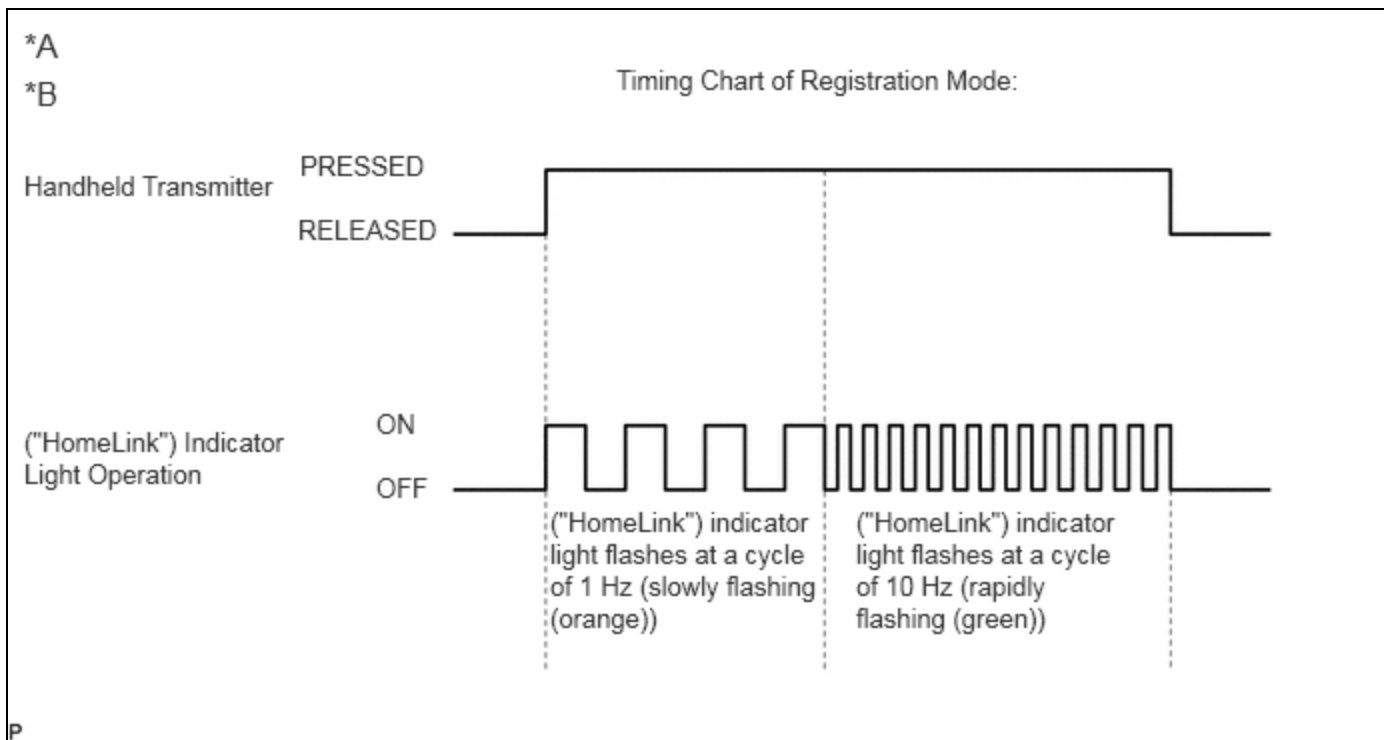 *A
*B
Timing Chart of Registration Mode:
PRESSED
Handheld Transmitter
RELEASED
ON
("HomeLink") Indicator
Light Operation
OFF
("HomeLink") indicator
light flashes at a cycle
of 1 Hz (slowly flashing
(orange))
("HomeLink") indicator
light flashes at a cycle
of 10 Hz (rapidly
flashing (green))
P